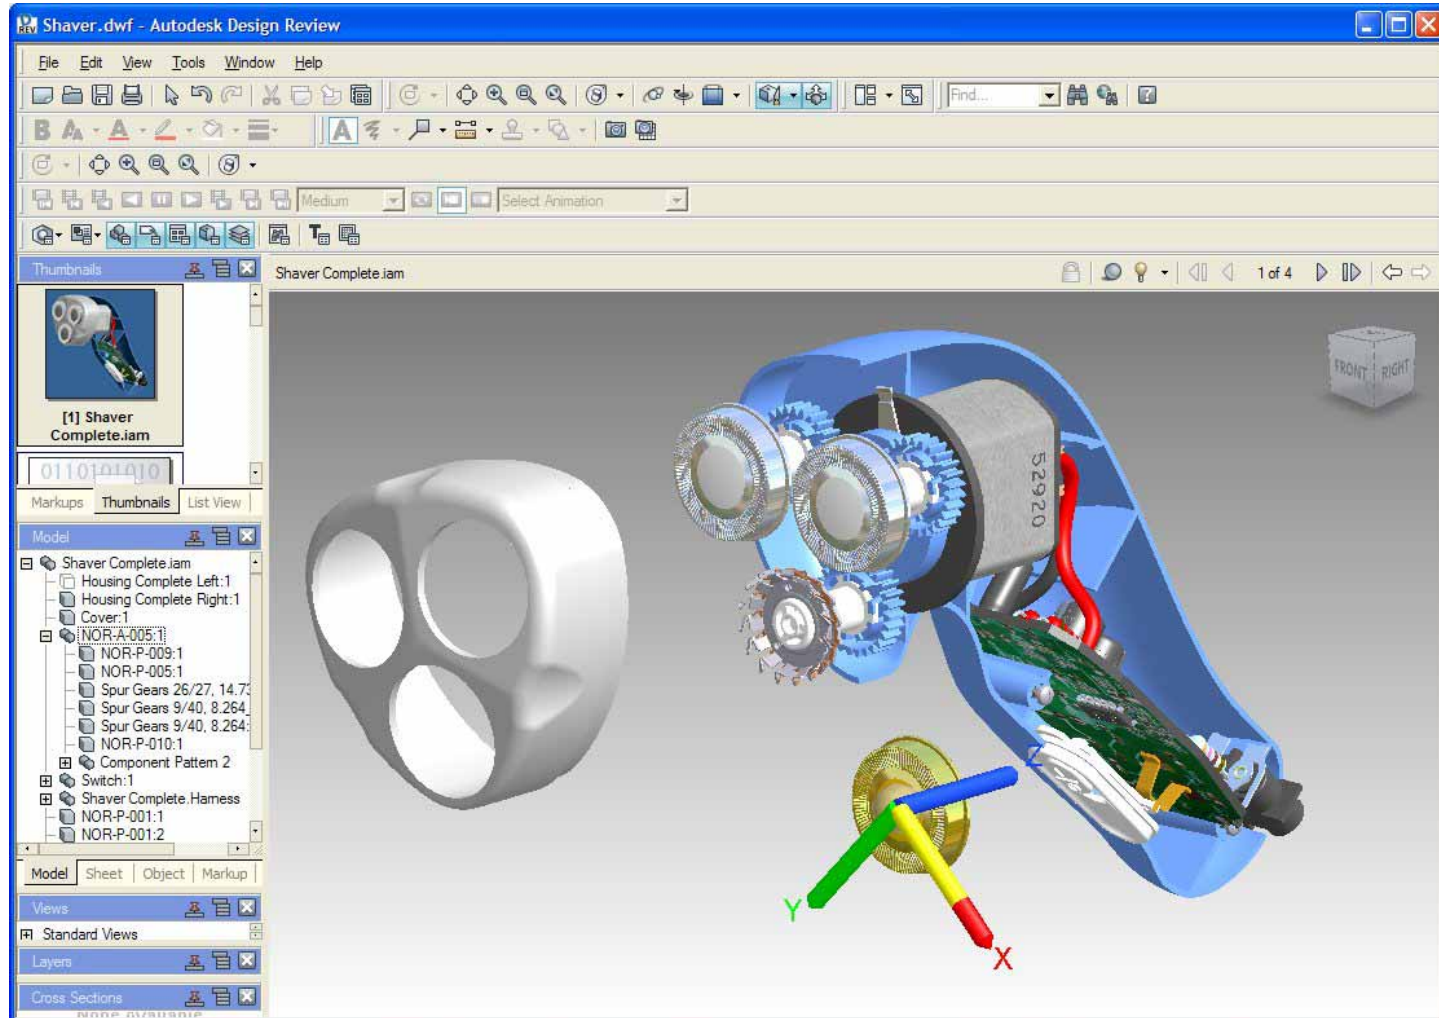 Shaver.dwf - Autodesk Design Review
File Edit View Tools Window Help
Find...
Medium Select Animation
Thumbnails
Shaver Complete.iam
1 of 4
[1] Shaver
Complete.iam
0110101010
Markups Thumbnails List View
Model
Shaver Complete.iam
Housing Complete Left:1
Housing Complete Right:1
Cover:1
NOR-A-005:1
NOR-P-009:1
NOR-P-005:1
Spur Gears 26/27, 14.73
Spur Gears 9/40, 8.264_
Spur Gears 9/40, 8.264:
NOR-P-010:1
Component Pattern 2
Switch:1
Shaver Complete.Harness
NOR-P-001:1
NOR-P-001:2
Model Sheet Object Markup
Views
Standard Views
Layers
Cross Sections
None available
FRONT RIGHT
52920
Z
Y
X